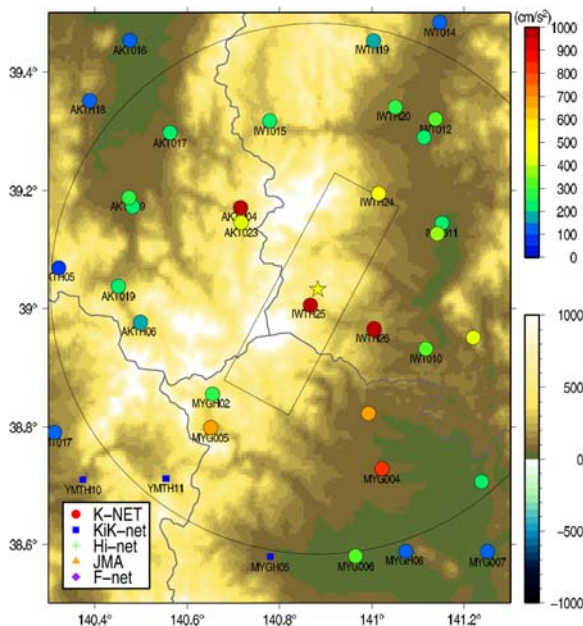 (cm/s²)
IWT014
AKT016
IWTH19
39.4°
1000
900
AKTH18
IWTH20
800
IWT015
IWT012
AKT017
700
600
39.2°
IWTH24
500
AKTH04
AKT023
400
300
200
AKT019
100
39°
AKTH06
IWTH25
0
IWTH26
1000
IWT010
MYGH02
500
38.8°
MYG005
MYG004
0
YMTH10
YMTH11
-500
K-NET
KiK-net
Hi-net
38.6°
JMA
MYGH05
MYG006
MYGH06
MYG007
F-net
-1000
140.4°
140.6°
140.8°
141°
141.2°